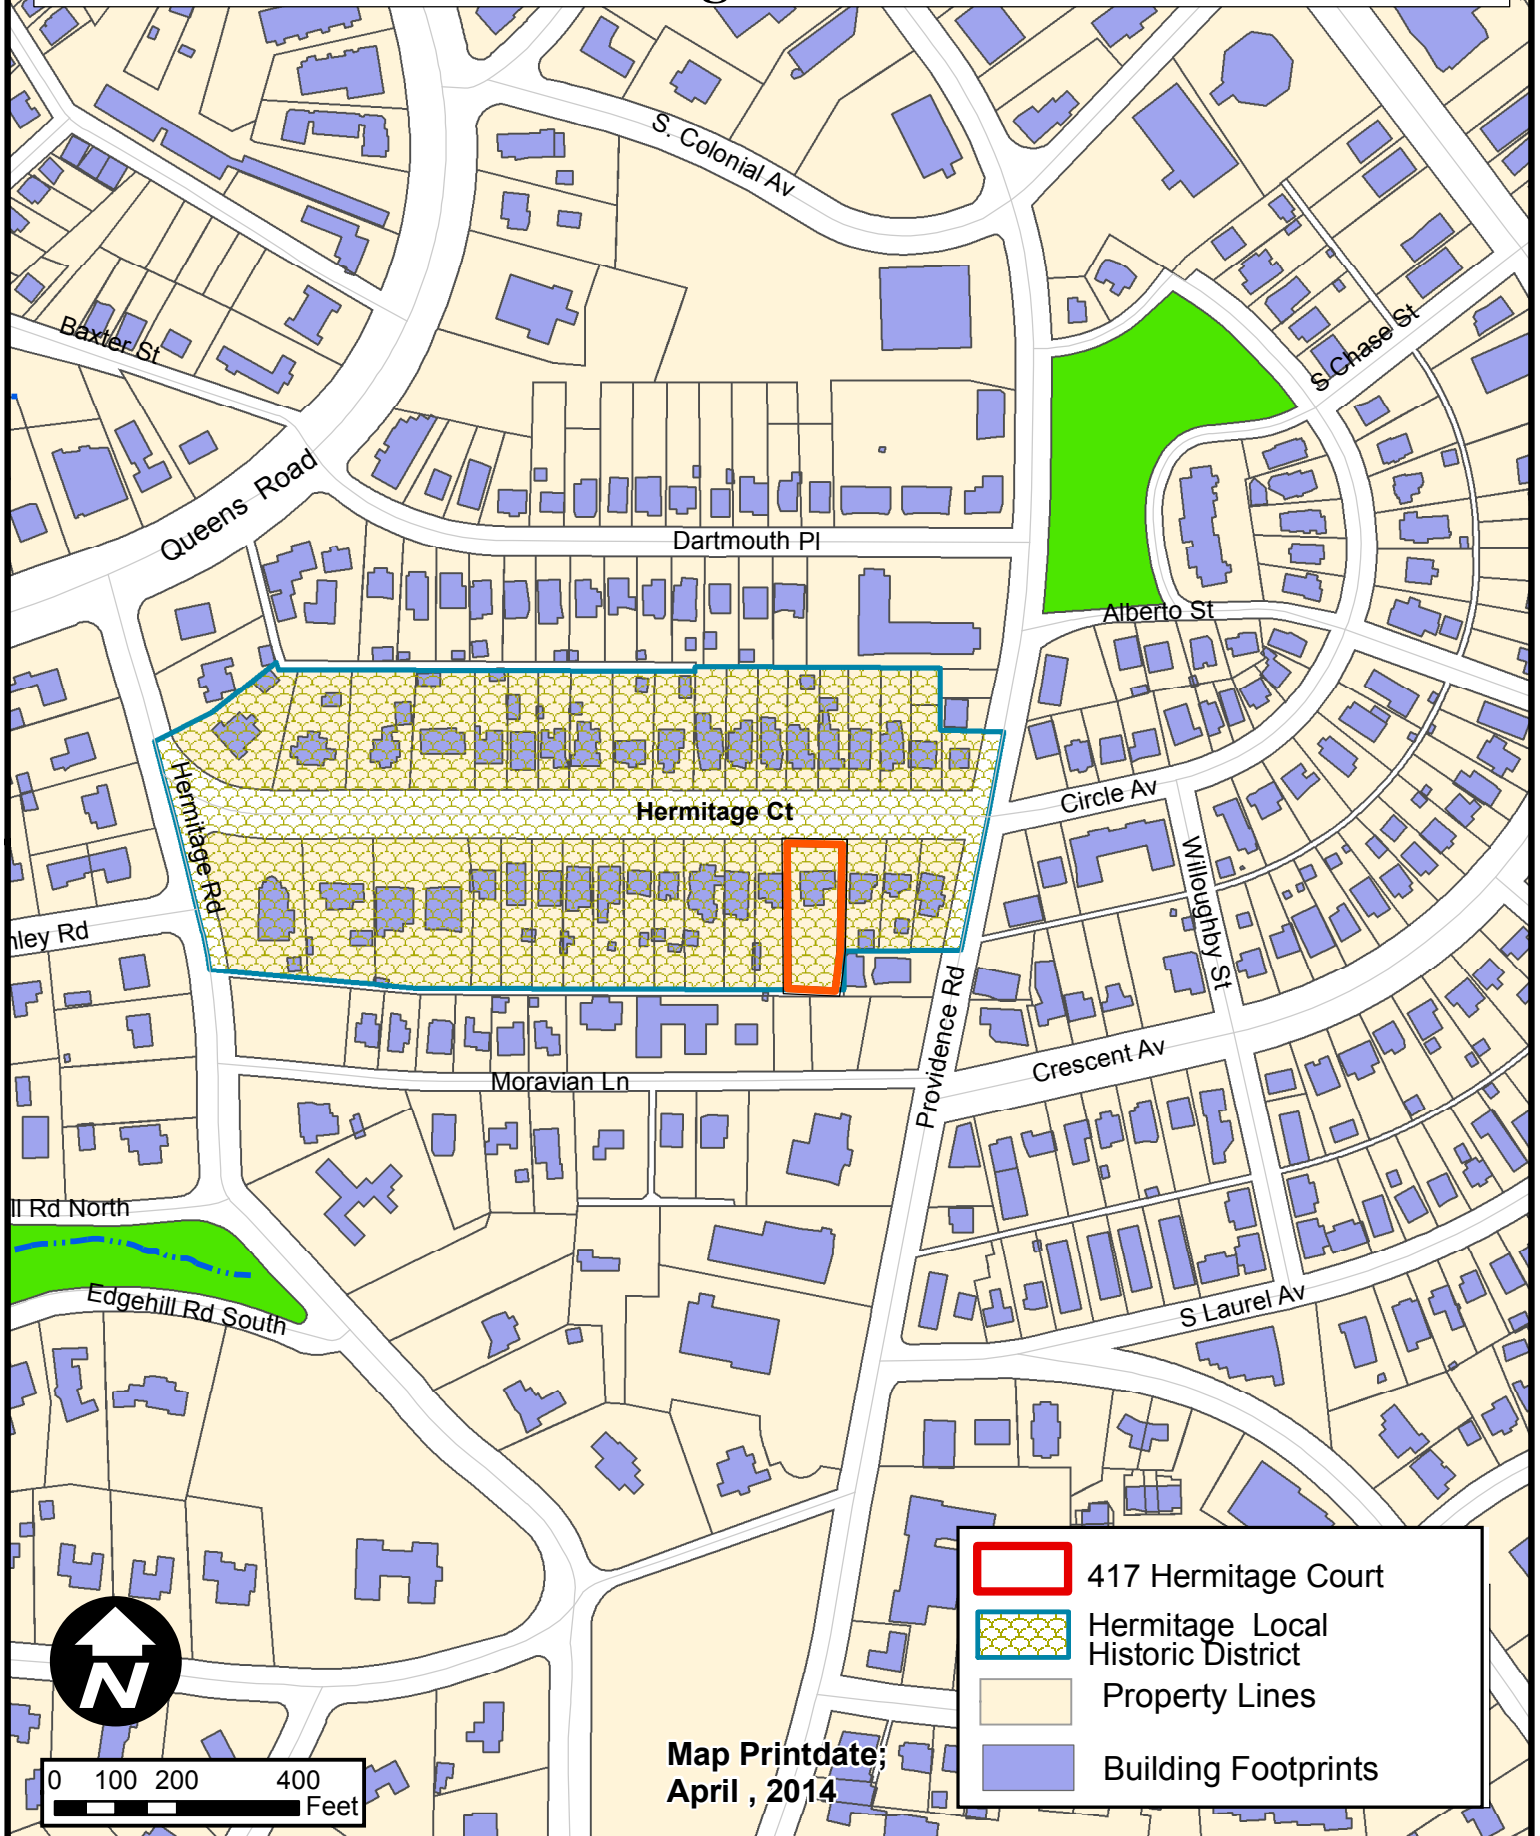 S. Colonial Av
Baxter St
S Chase St
Queens Road
Dartmouth Pl
Alberto St
Hermitage Rd
Hermitage Ct
Circle Av
Willoughby St
nley Rd
Providence Rd
Crescent Av
Moravian Ln
ll Rd North
Edgehill Rd South
S Laurel Av
417 Hermitage Court
Hermitage Local
Historic District
Property Lines
Building Footprints
N
0 100 200 400
Feet
Map Printdate;
April , 2014